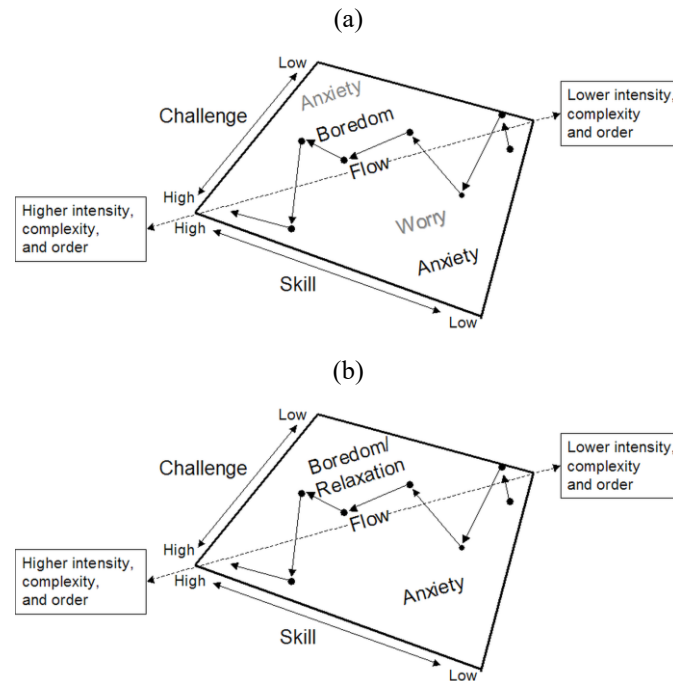 (a)
Low
Anxiety
Challenge
Boredom
Lower intensity,
complexity
and order
Flow
High
High
Higher intensity,
complexity,
and order
Worry
Anxiety
Skill
Low
(b)
Low
Boredom/
Relaxation
Challenge
Lower intensity,
complexity
and order
Flow
High
High
Higher intensity,
complexity,
and order
Anxiety
Skill
Low